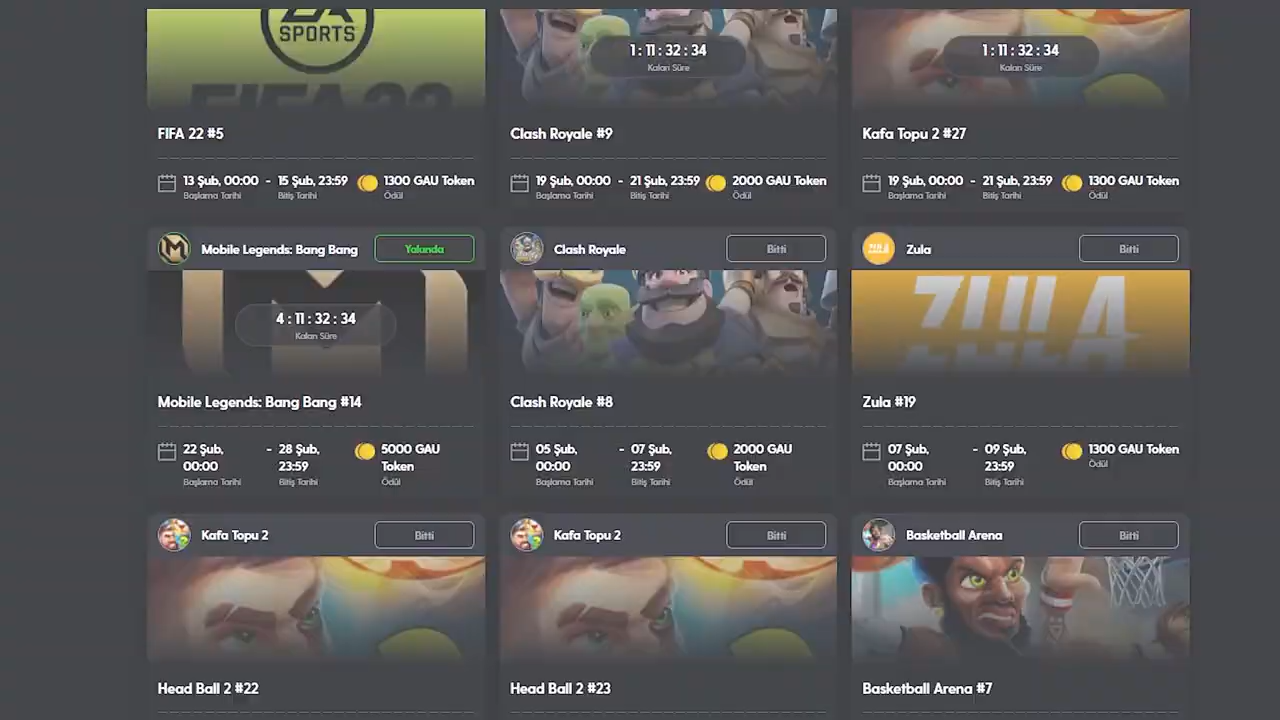 EA
SPORTS
FIFA 22
1 : 11 : 32 : 34
Kalan Süre
1 : 11 : 32 : 34
Kalan Süre
FIFA 22 #5
Clash Royale #9
Kafa Topu 2 #27
13 Şub, 00:00 - 15 Şub, 23:59 1300 GAU Token
Başlama Tarihi Bitiş Tarihi Ödül
19 Şub, 00:00 - 21 Şub, 23:59 2000 GAU Token
Başlama Tarihi Bitiş Tarihi Ödül
19 Şub, 00:00 - 21 Şub, 23:59 1300 GAU Token
Başlama Tarihi Bitiş Tarihi Ödül
Mobile Legends: Bang Bang Yakında
Clash Royale Bitti
ZULA Zula Bitti
4 : 11 : 32 : 34
Kalan Süre
ZULA
Mobile Legends: Bang Bang #14
Clash Royale #8
Zula #19
22 Şub, - 28 Şub, 5000 GAU
00:00 23:59 Token
Başlama Tarihi Bitiş Tarihi Ödül
05 Şub, - 07 Şub, 2000 GAU
00:00 23:59 Token
Başlama Tarihi Bitiş Tarihi Ödül
07 Şub, - 09 Şub, 1300 GAU Token
00:00 23:59 Ödül
Başlama Tarihi Bitiş Tarihi
Kafa Topu 2 Bitti
Kafa Topu 2 Bitti
Basketball Arena Bitti
Head Ball 2 #22
Head Ball 2 #23
Basketball Arena #7